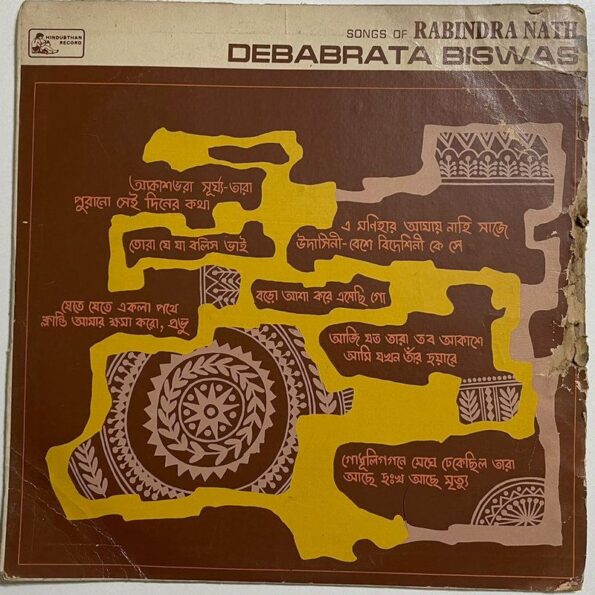 HINDUSTHAN
RECORD
SONGS OF RABINDRA NATH
DEBABRATA BISWAS
আকাশভরা সূর্য্য-তারা
পুরানো সেই দিনের কথা
এ মণিহার আমায় নাহি সাজে
তোরা যে যা বলিস ভাই
উদাসিনী-বেশে বিদেশিনী কে সে
যেতে যেতে একলা পথে
ক্লান্তি আমার ক্ষমা করো, প্রভু
বড়ো আশা করে এসেছি গো
আজি যত তারা তব আকাশে
আমি যখন তাঁর দুয়ারে
গোধূলিগগনে মেঘে ঢেকেছিল তারা
আছে দুঃখ আছে মৃত্যু